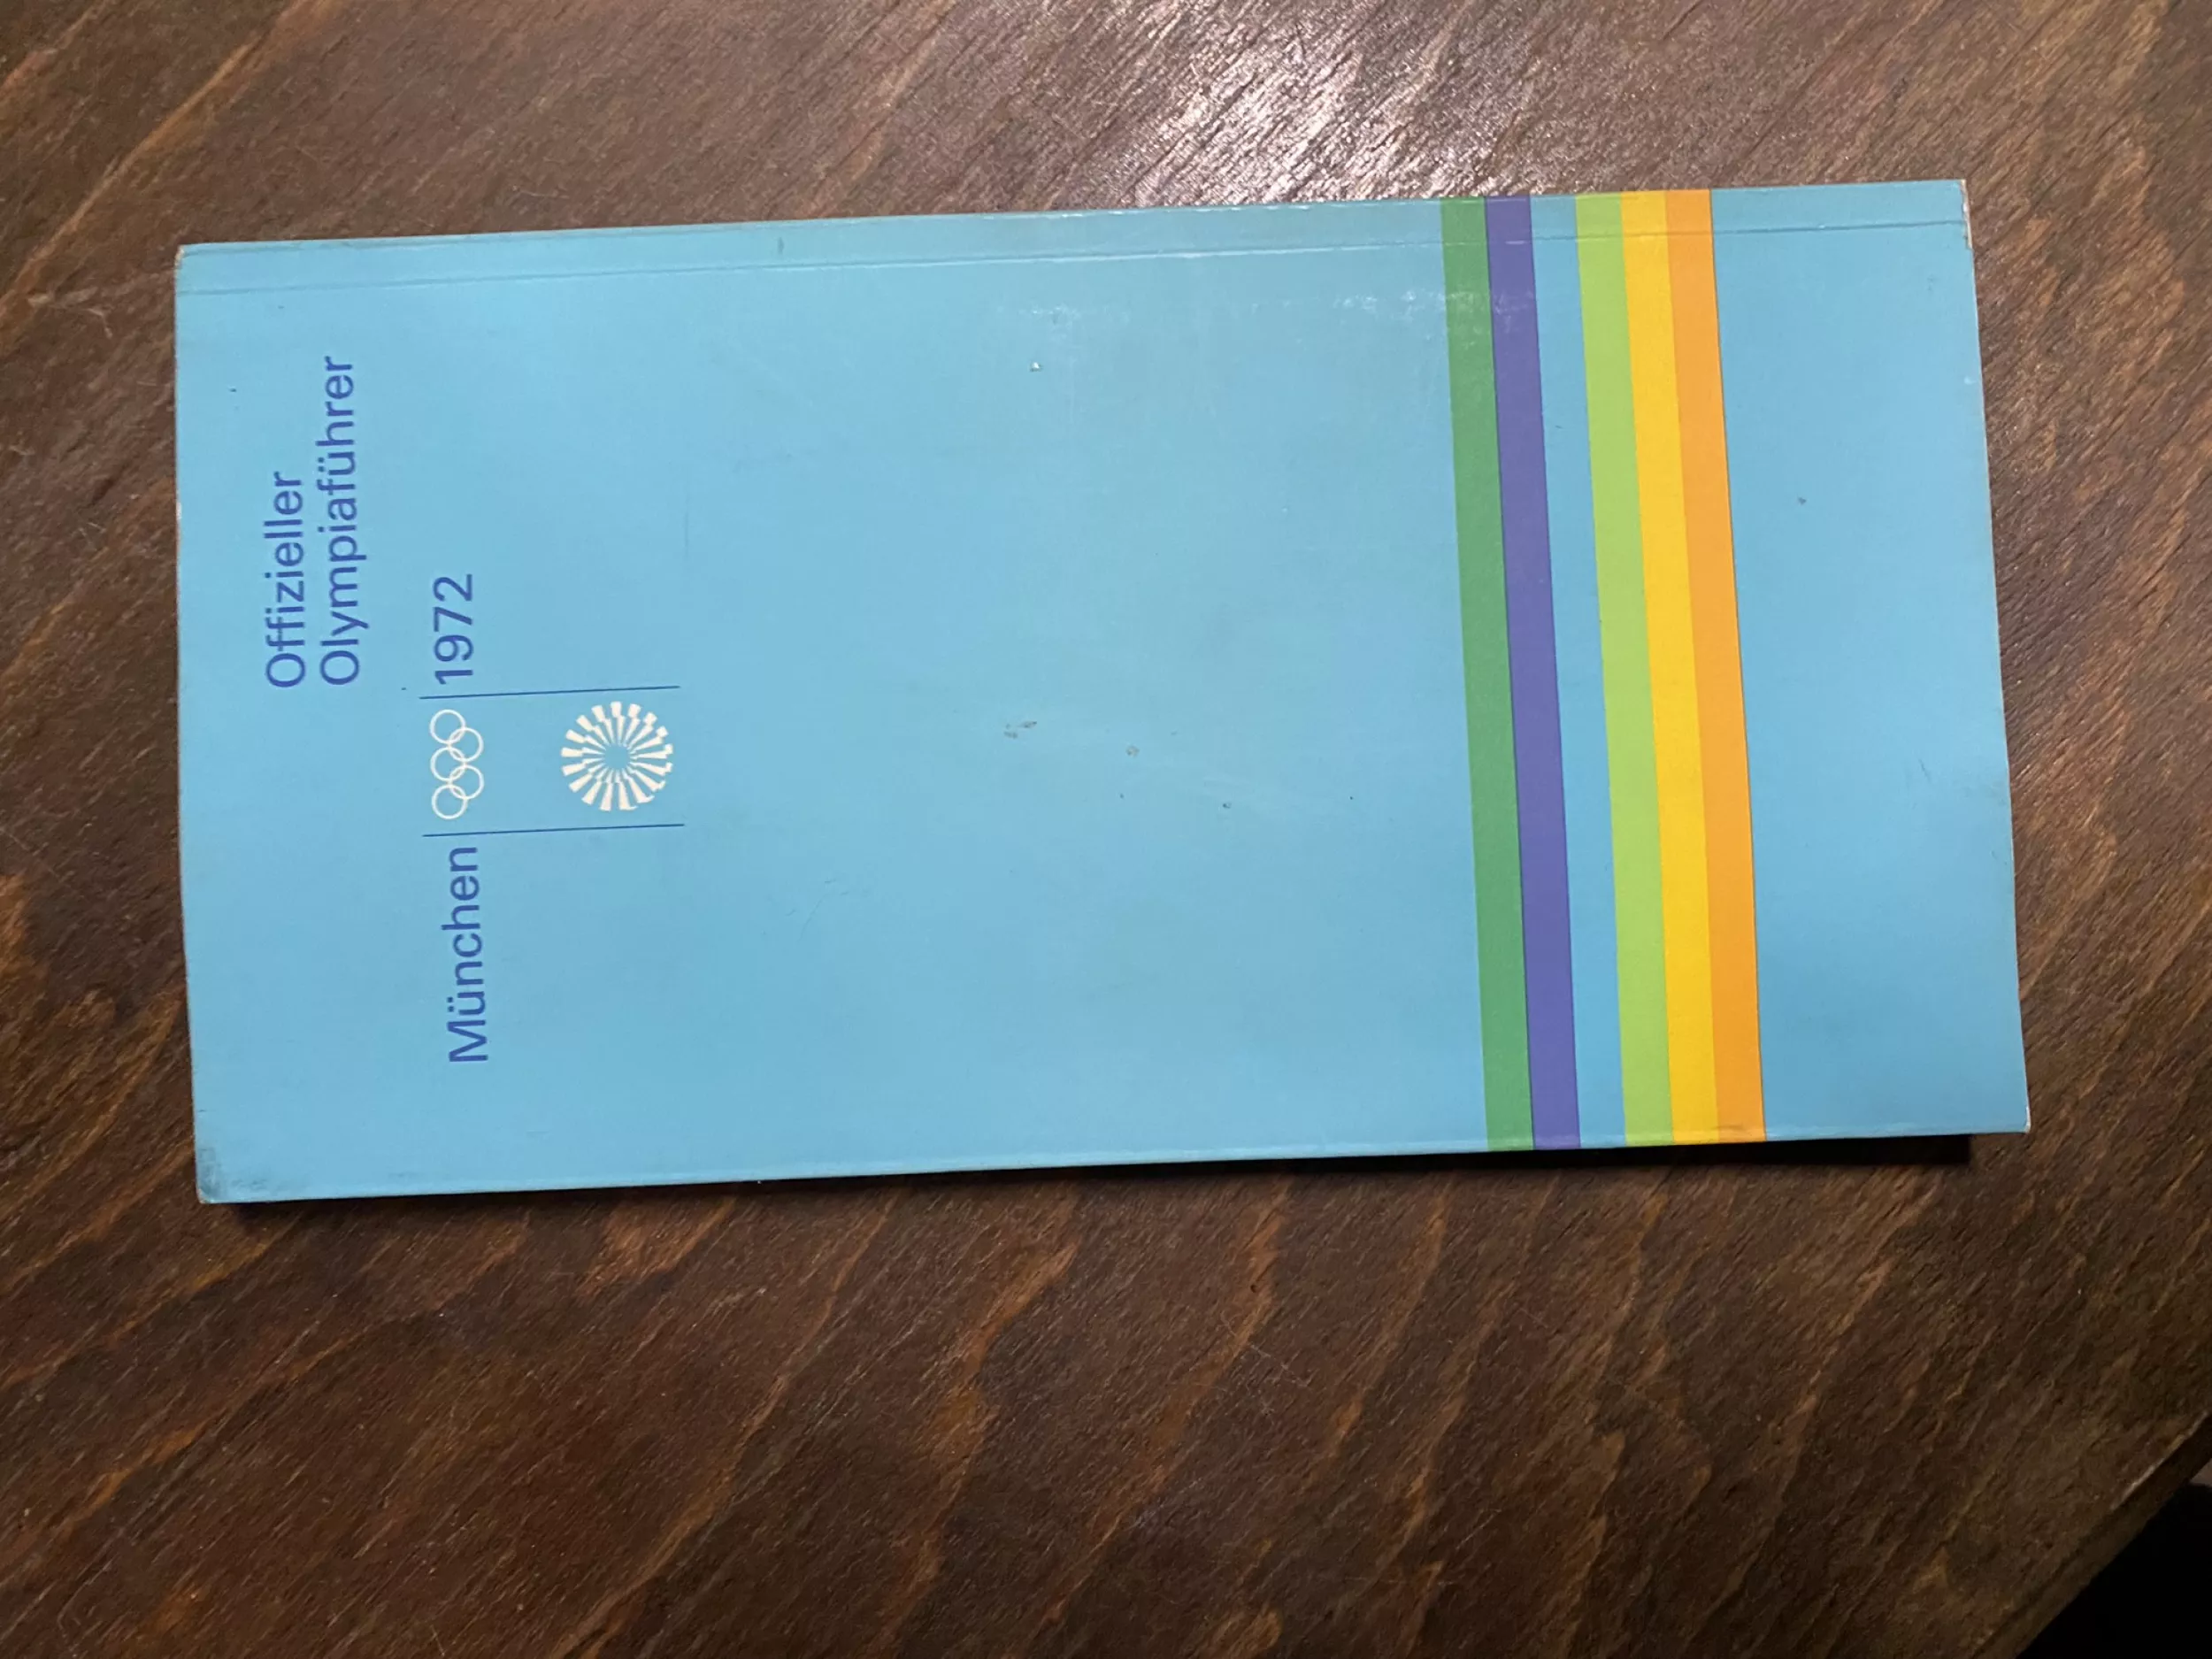 Offizieller
Olympiaführer
München 1972